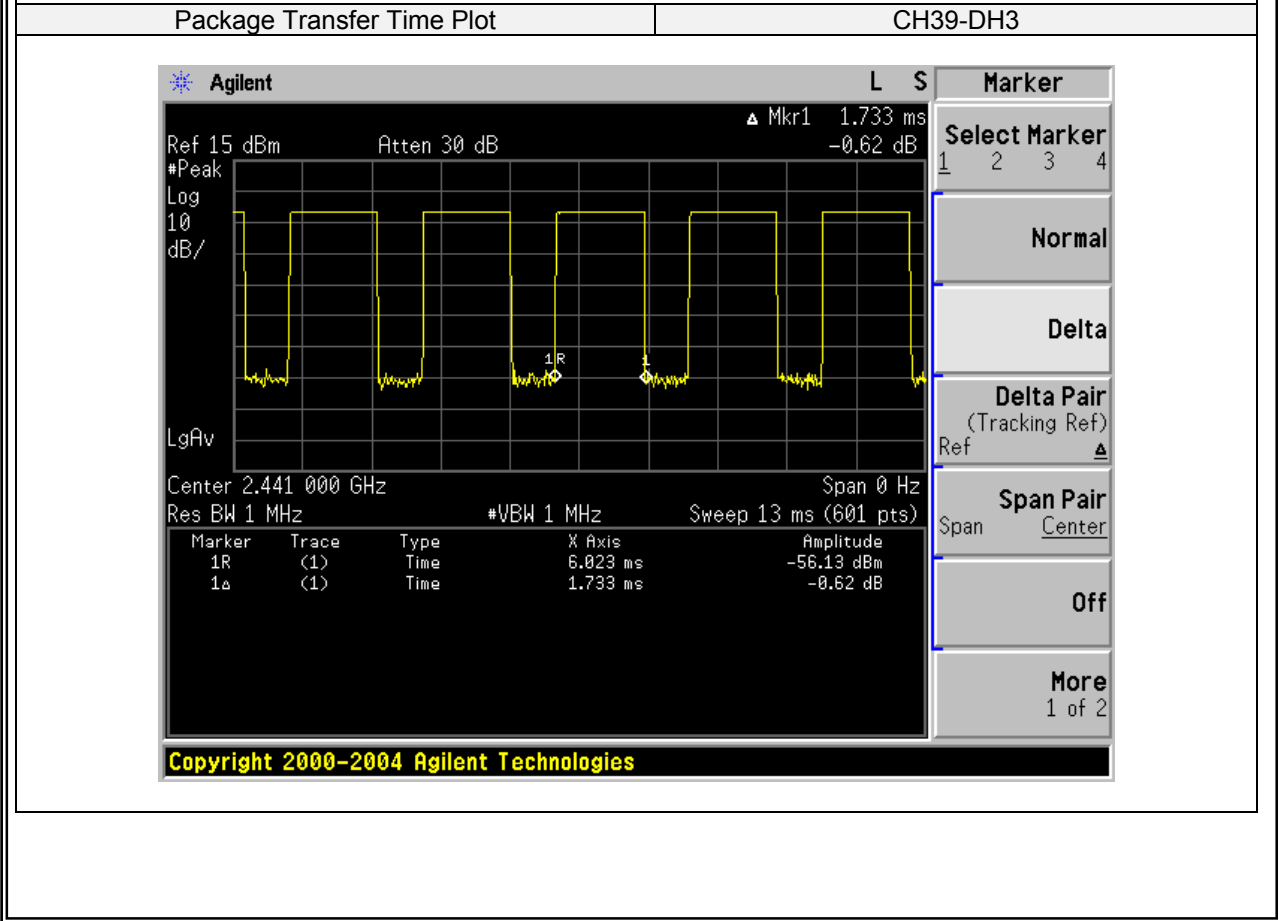 Package Transfer Time Plot CH39-DH3
Agilent L S
Δ Mkr1 1.733 ms
Ref 15 dBm Atten 30 dB -0.62 dB
#Peak
Log
10
dB/
1R 1
LgAv
Center 2.441 000 GHz Span 0 Hz
Res BW 1 MHz #VBW 1 MHz Sweep 13 ms (601 pts)
Marker Trace Type X Axis Amplitude
1R (1) Time 6.023 ms -56.13 dBm
1Δ (1) Time 1.733 ms -0.62 dB
Copyright 2000-2004 Agilent Technologies
Marker
Select Marker
1 2 3 4
Normal
Delta
Delta Pair
(Tracking Ref)
Ref Δ
Span Pair
Span Center
Off
More
1 of 2